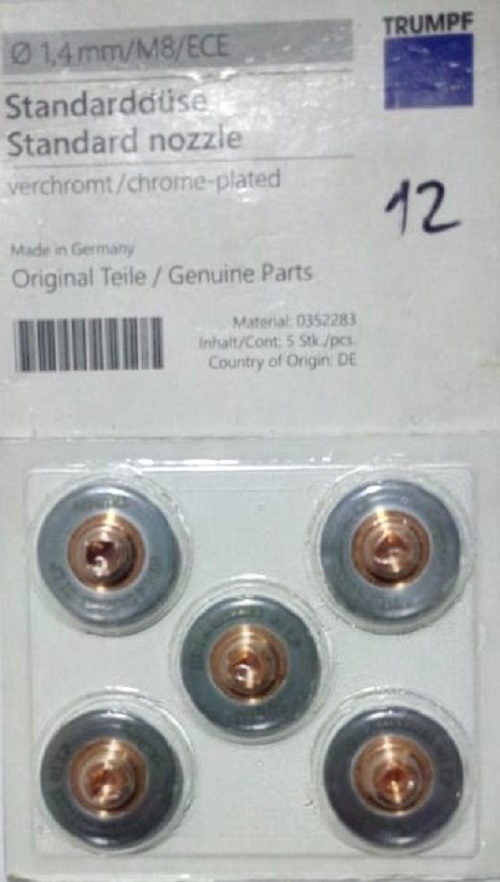 Ø 1,4 mm/M8/ECE
TRUMPF
Standarddüse
Standard nozzle
verchromt/chrome-plated
12
Made in Germany
Original Teile / Genuine Parts
Material: 0352283
Inhalt/Cont: 5 Stk./pcs.
Country of Origin: DE